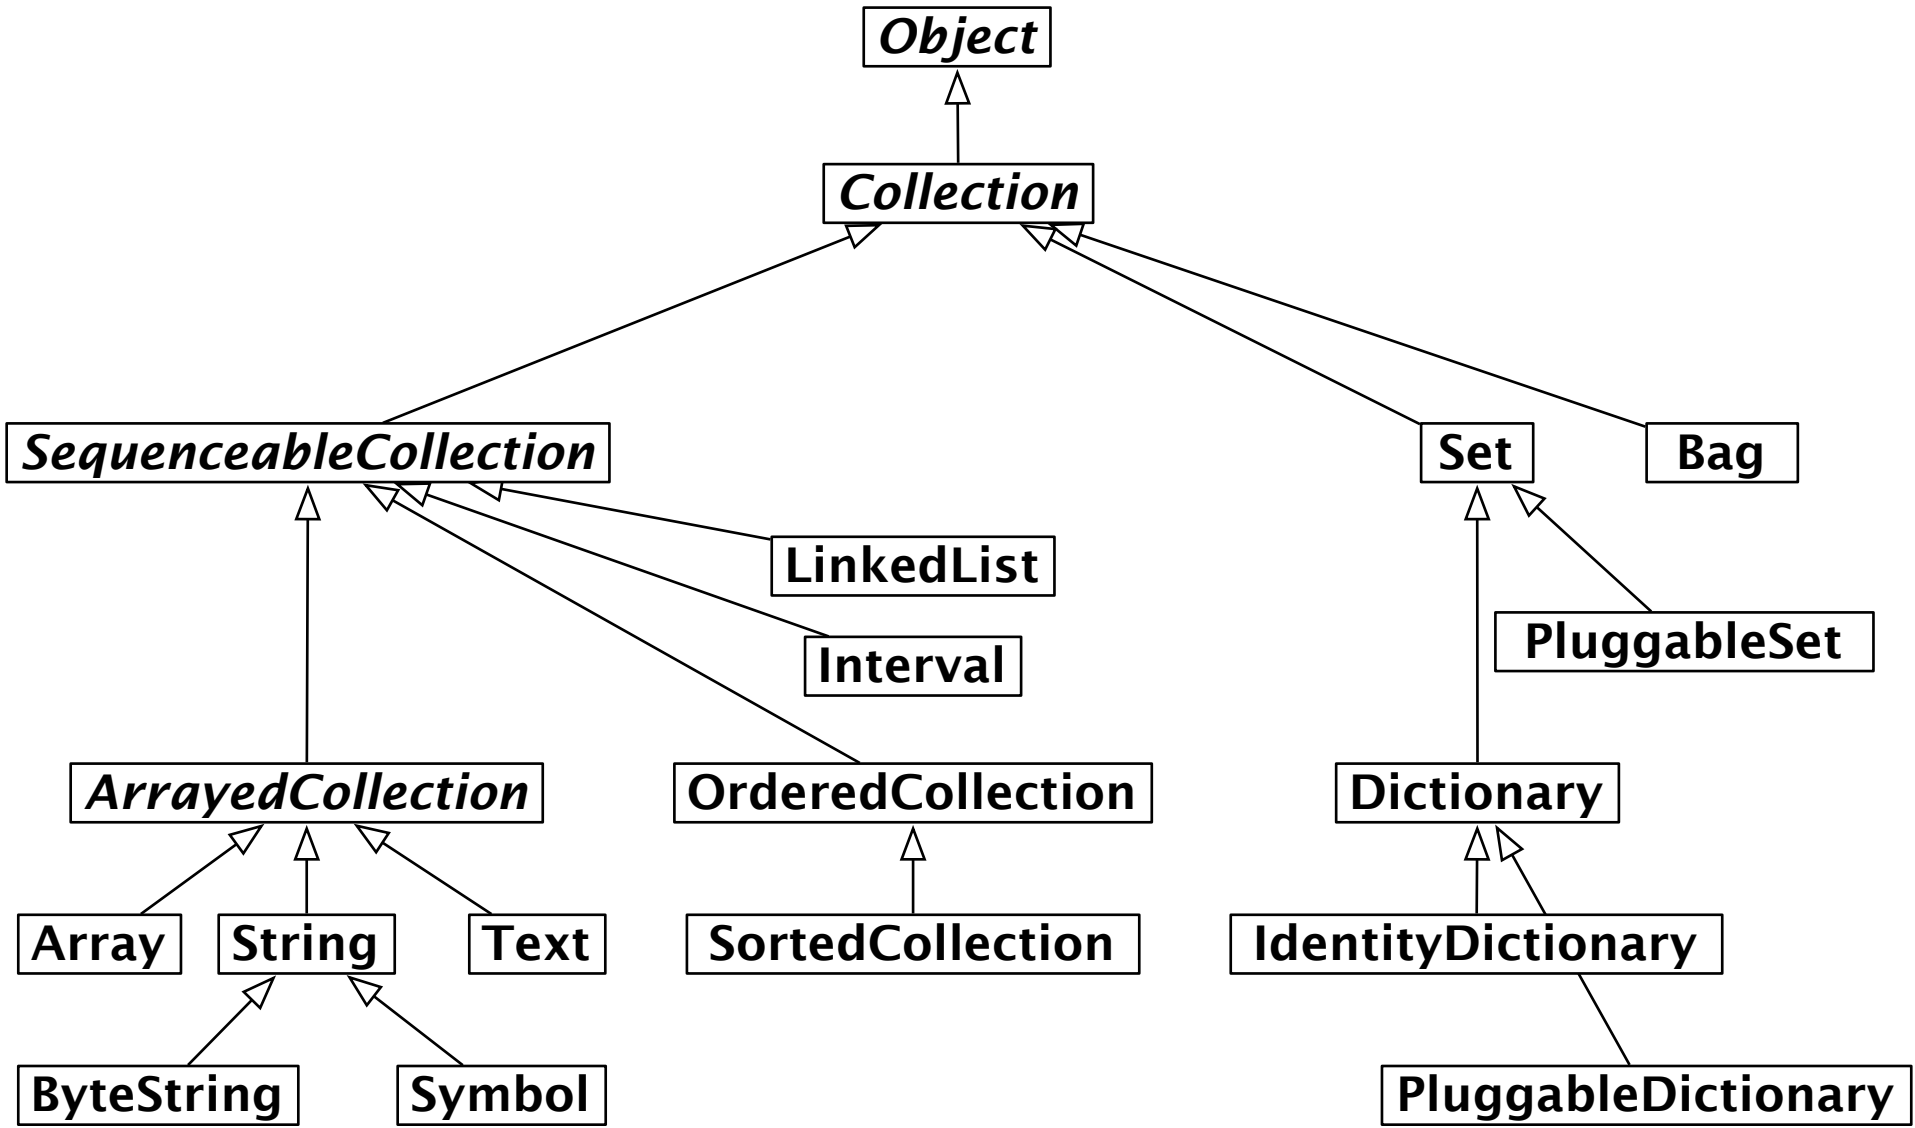 Object
Collection
SequenceableCollection
Set
Bag
LinkedList
PluggableSet
Interval
ArrayedCollection
OrderedCollection
Dictionary
Array
String
Text
SortedCollection
IdentityDictionary
ByteString
Symbol
PluggableDictionary